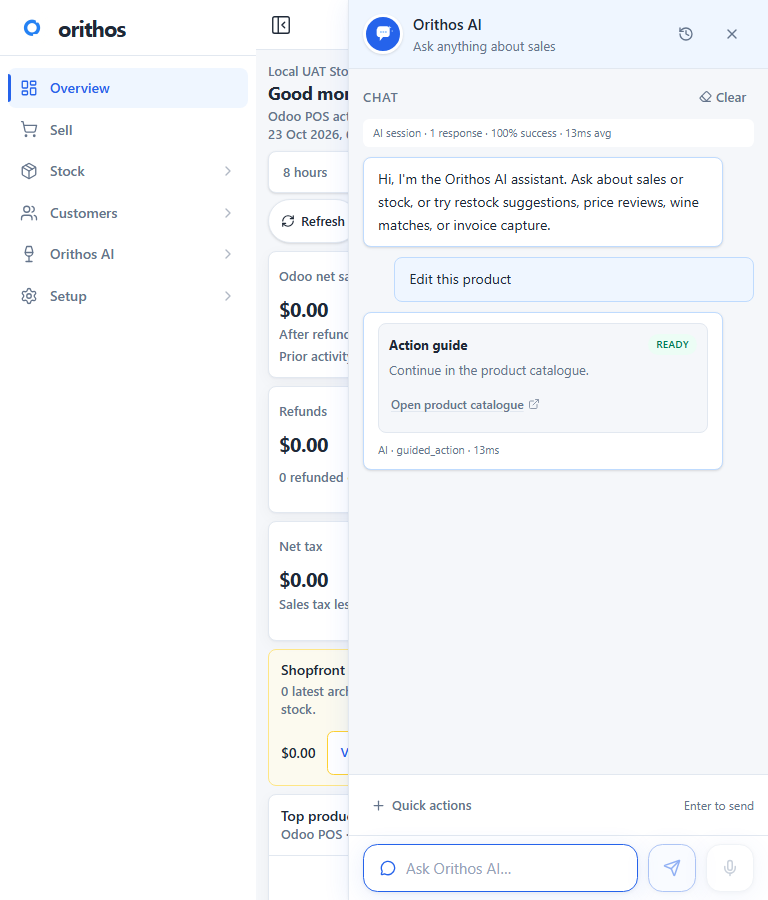 orithos
Overview
Sell
Stock
Customers
Orithos AI
Setup
Local UAT Sto
Good mor
Odoo POS act
23 Oct 2026,
8 hours
Refresh
Odoo net sa
$0.00
After refund
Prior activity
Refunds
$0.00
0 refunded
Net tax
$0.00
Sales tax les
Shopfront
0 latest arch
stock.
$0.00
V
Top produ
Odoo POS ·
Orithos AI
Ask anything about sales
CHAT
Clear
AI session · 1 response · 100% success · 13ms avg
Hi, I'm the Orithos AI assistant. Ask about sales or
stock, or try restock suggestions, price reviews, wine
matches, or invoice capture.
Edit this product
Action guide
READY
Continue in the product catalogue.
Open product catalogue
AI · guided_action · 13ms
Quick actions
Enter to send
Ask Orithos AI...